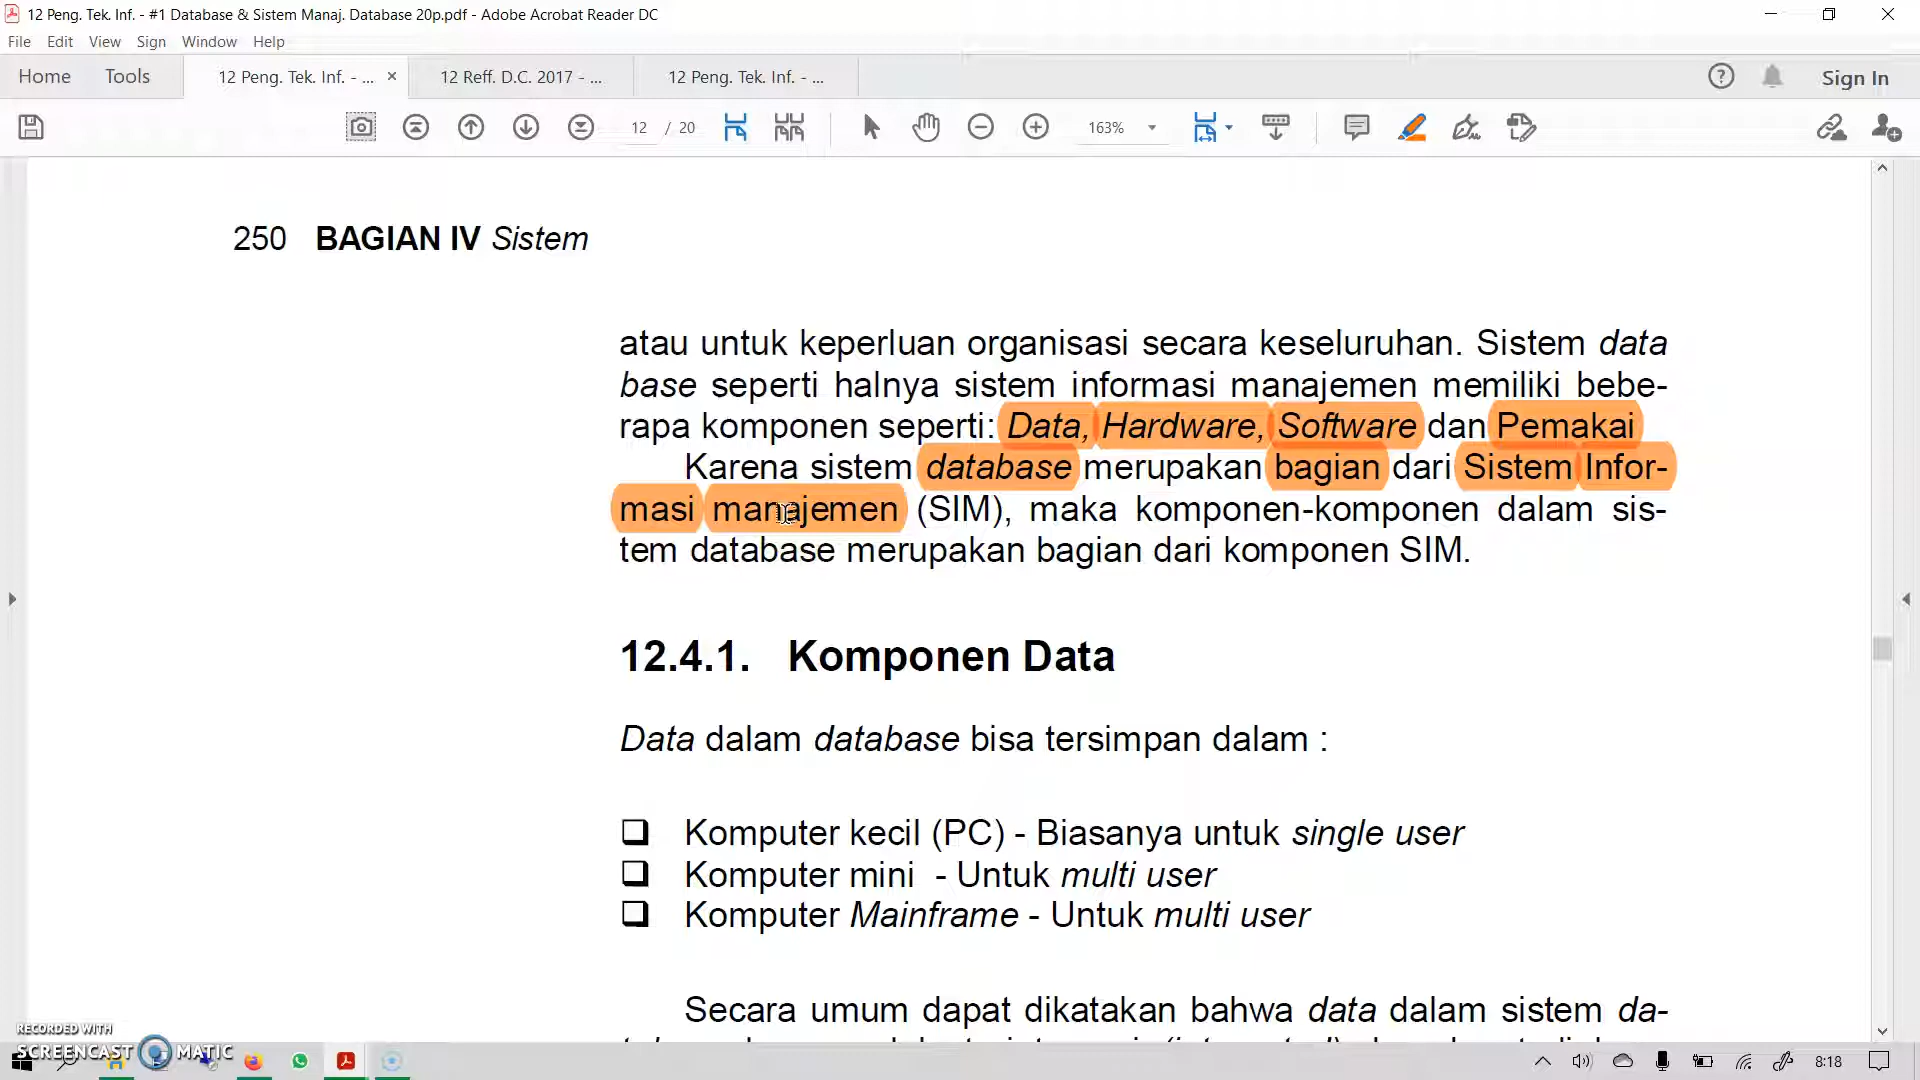 12 Peng. Tek. Inf. - #1 Database & Sistem Manaj. Database 20p.pdf - Adobe Acrobat Reader DC
File Edit View Sign Window Help
Home Tools 12 Peng. Tek. Inf. - ... 12 Reff. D.C. 2017 - ... 12 Peng. Tek. Inf. - ... Sign In
12 / 20 163%
250 BAGIAN IV Sistem
atau untuk keperluan organisasi secara keseluruhan. Sistem data
base seperti halnya sistem informasi manajemen memiliki bebe-
rapa komponen seperti: Data, Hardware, Software dan Pemakai
Karena sistem database merupakan bagian dari Sistem Infor-
masi manajemen (SIM), maka komponen-komponen dalam sis-
tem database merupakan bagian dari komponen SIM.
12.4.1. Komponen Data
Data dalam database bisa tersimpan dalam :
Komputer kecil (PC) - Biasanya untuk single user
Komputer mini - Untuk multi user
Komputer Mainframe - Untuk multi user
Secara umum dapat dikatakan bahwa data dalam sistem da-
RECORDED WITH
SCREENCAST MATIC
8:18